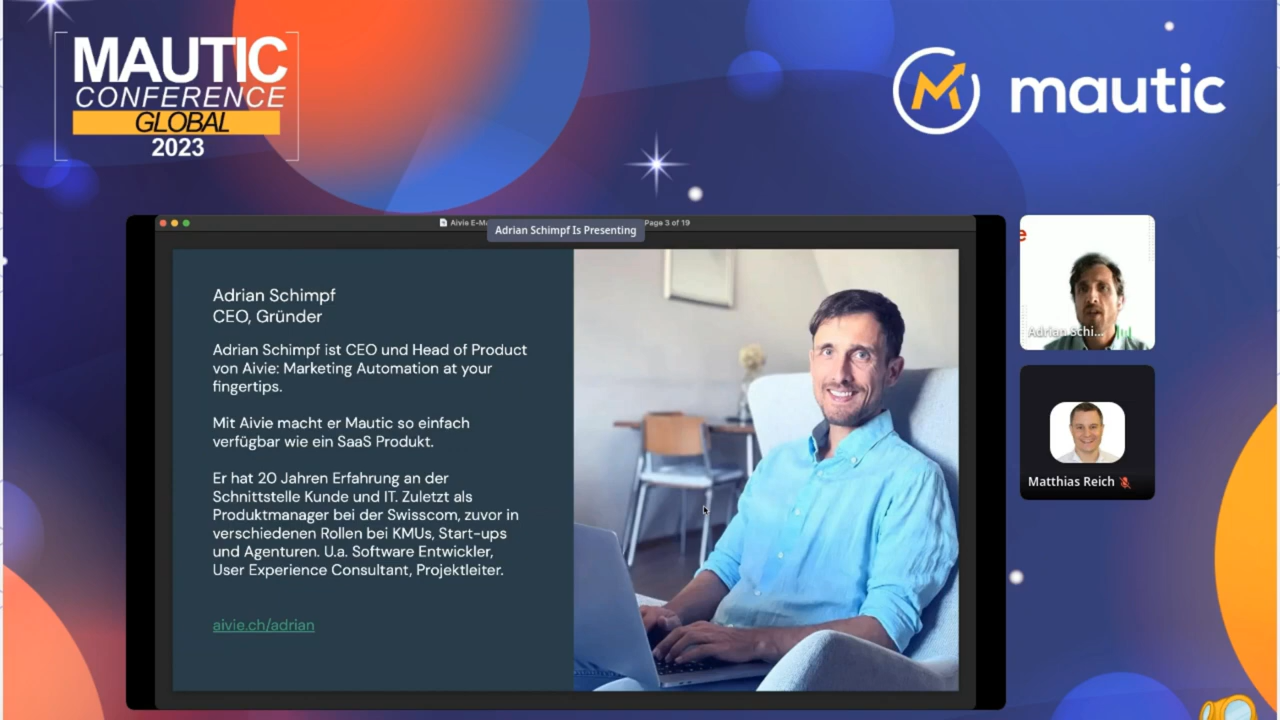 MAUTIC
CONFERENCE
GLOBAL
2023
mautic
Aivie E-M
Page 3 of 19
Adrian Schimpf Is Presenting
Adrian Schimpf
CEO, Gründer
Adrian Schimpf ist CEO und Head of Product
von Aivie: Marketing Automation at your
fingertips.
Mit Aivie macht er Mautic so einfach
verfügbar wie ein SaaS Produkt.
Er hat 20 Jahren Erfahrung an der
Schnittstelle Kunde und IT. Zuletzt als
Produktmanager bei der Swisscom, zuvor in
verschiedenen Rollen bei KMUs, Start-ups
und Agenturen. U.a. Software Entwickler,
User Experience Consultant, Projektleiter.
aivie.ch/adrian
e
Adrian Schi...
Matthias Reich